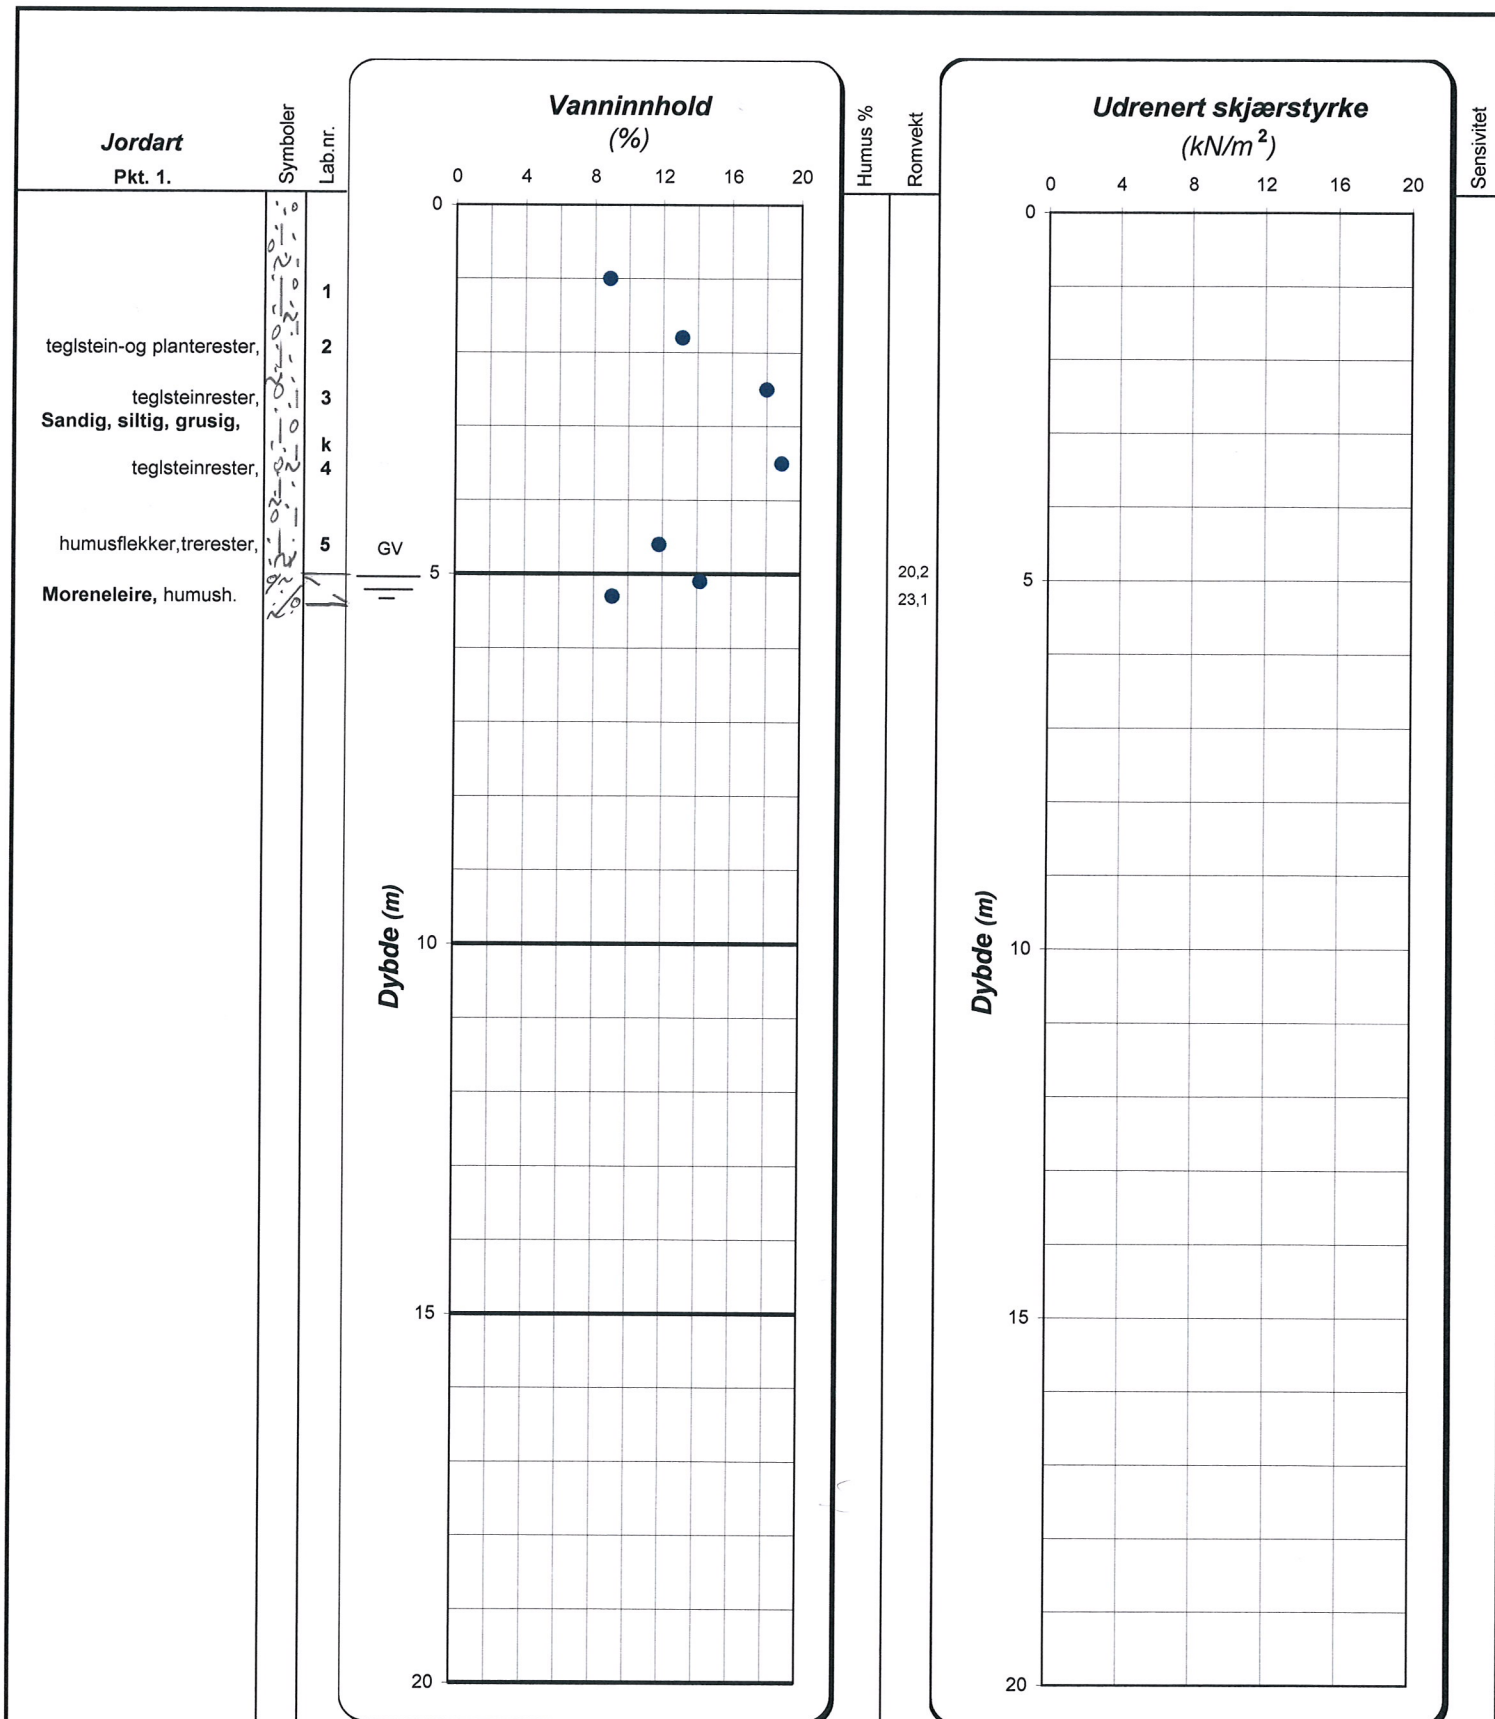 Jordart
Pkt. 1.
Symboler
Lab.nr.
Vanninnhold
(%)
0 4 8 12 16 20
Humus %
Romvekt
Udrenert skjærstyrke
(kN/m²)
0 4 8 12 16 20
Sensivitet
0
0
1
teglstein-og planterester, 2
teglsteinrester, 3
Sandig, siltig, grusig,
k
teglsteinrester, 4
humusflekker,trerester, 5
GV
5
20,2
5
Moreneleire, humush.
23,1
Dybde (m)
10
Dybde (m)
10
15
15
20
20